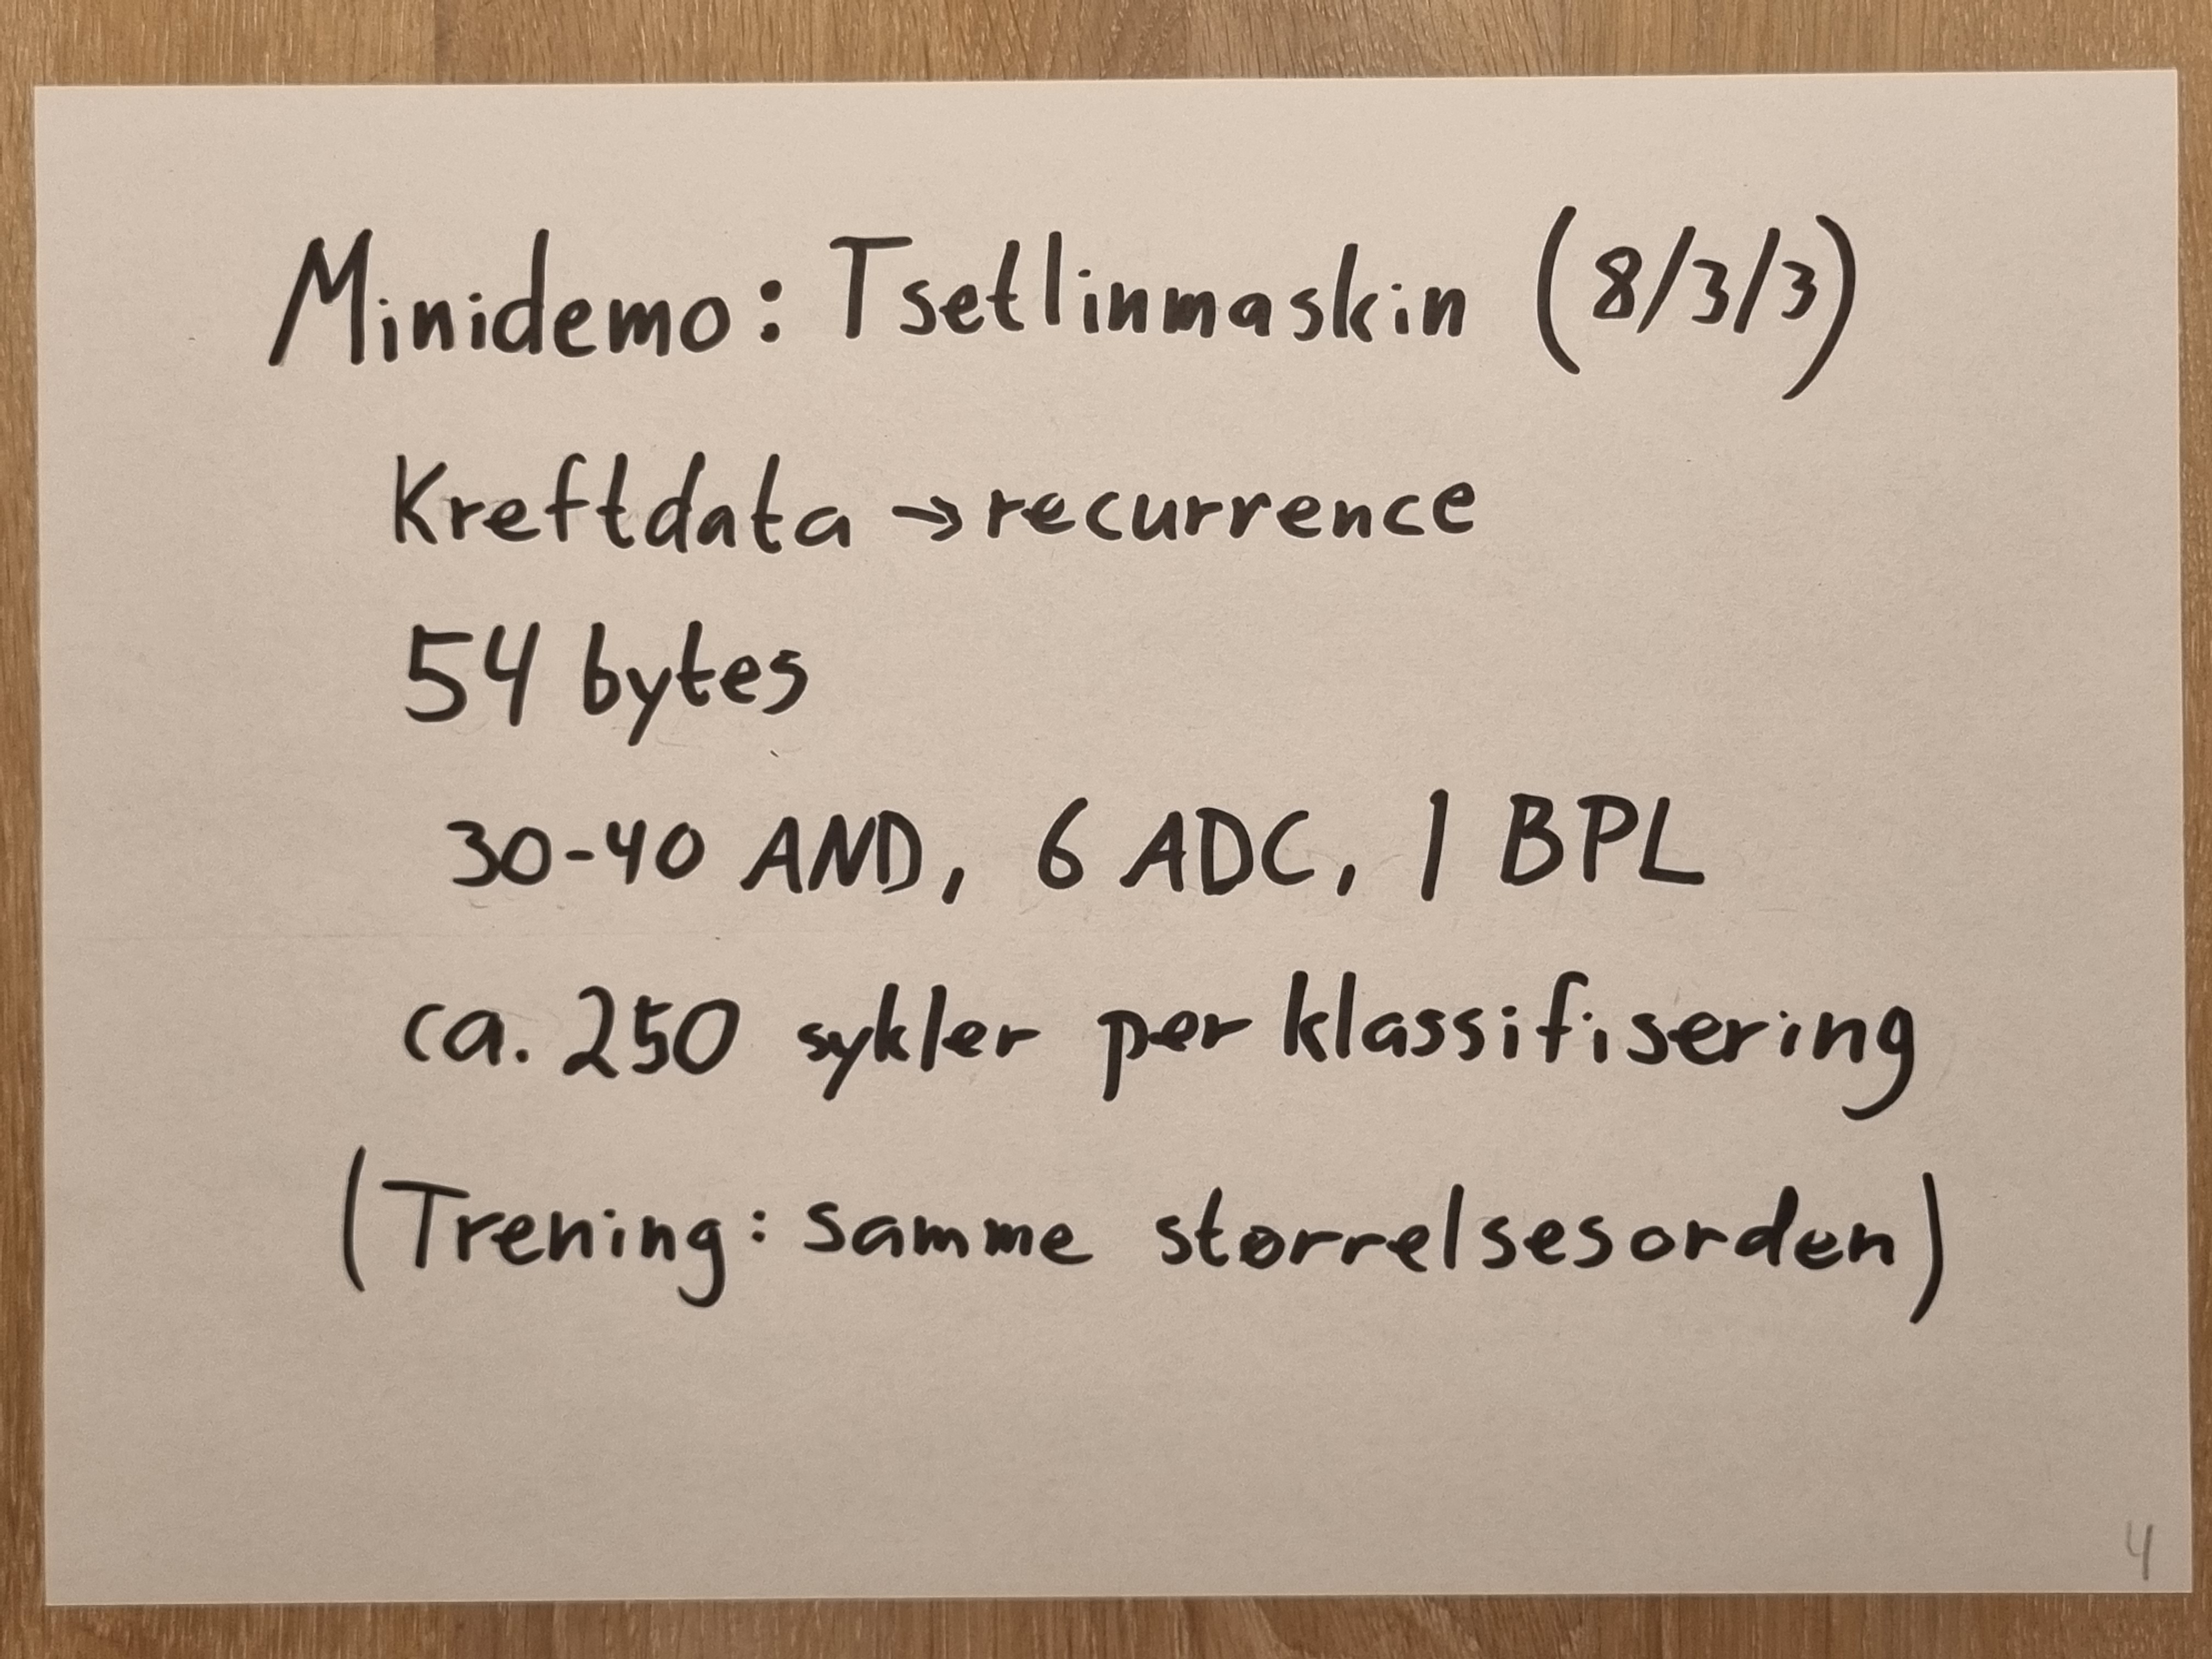 Minidemo: Tsetlinmaskin (8/3/3)
Kreftdata → recurrence
54 bytes
30-40 AND, 6 ADC, 1 BPL
ca. 250 sykler per klassifisering
(Trening: samme størrelsesorden)
4